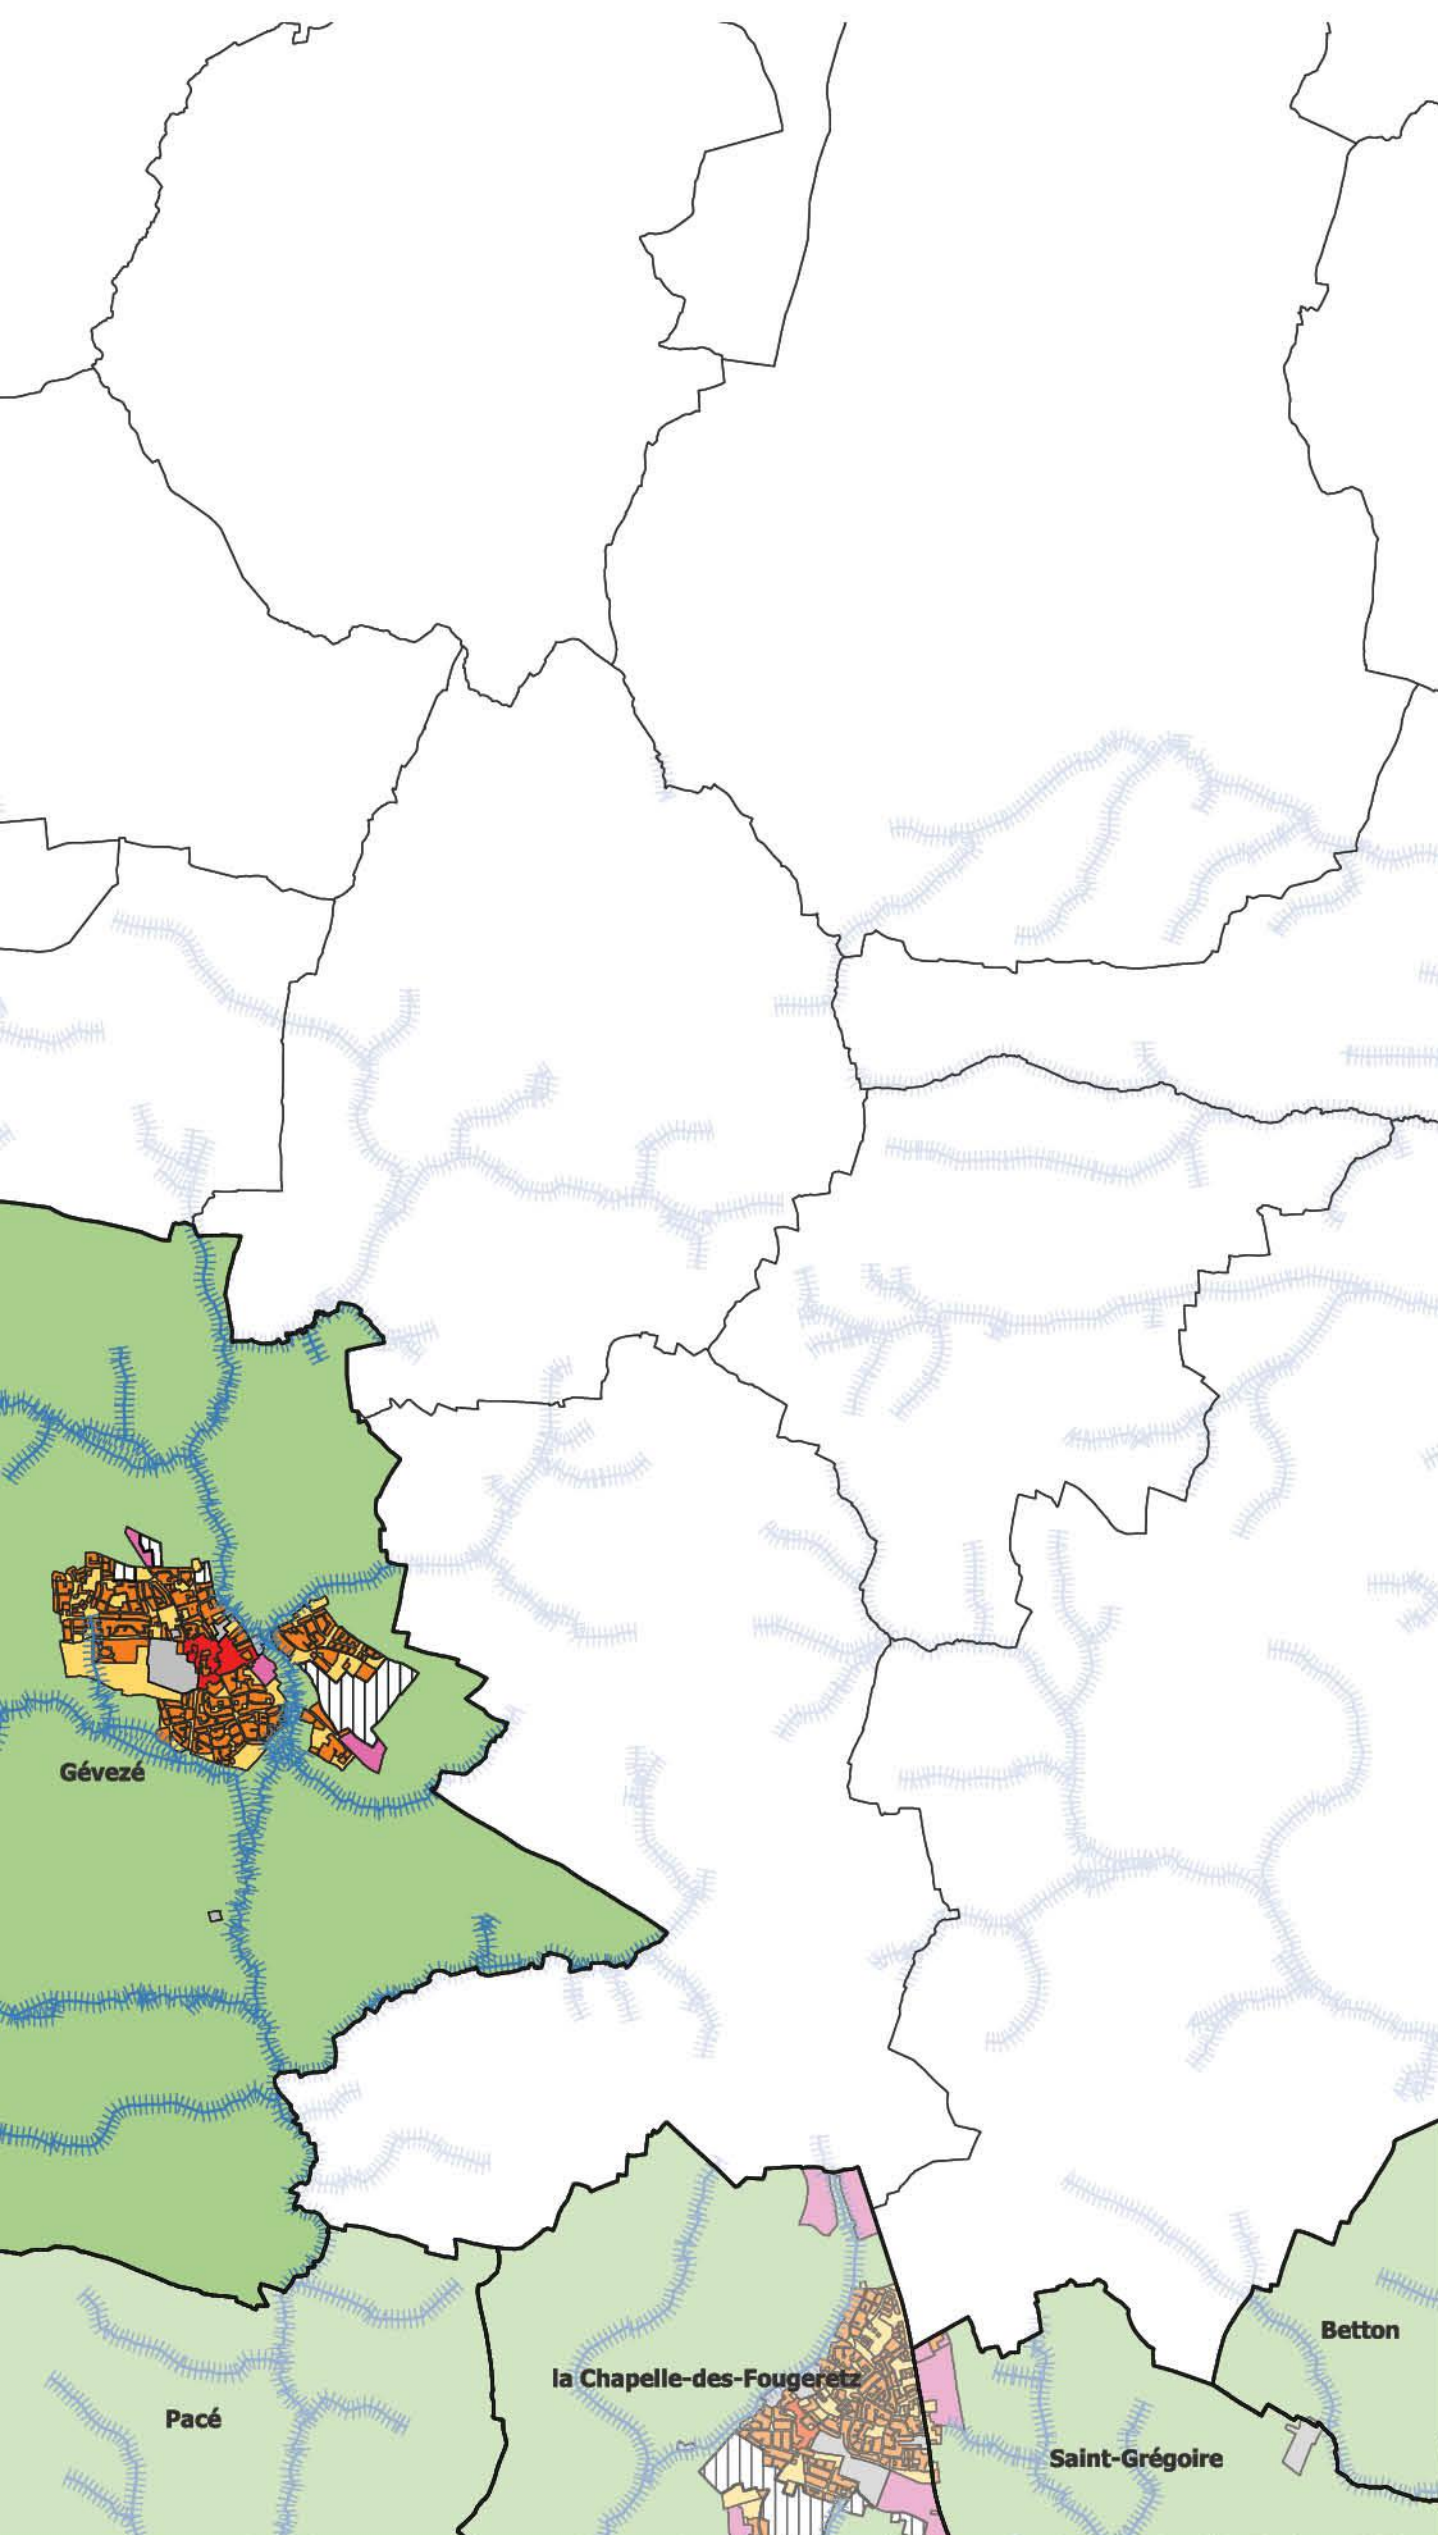 Gévezé
Betton
la Chapelle-des-Fougeretz
Pacé
Saint-Grégoire